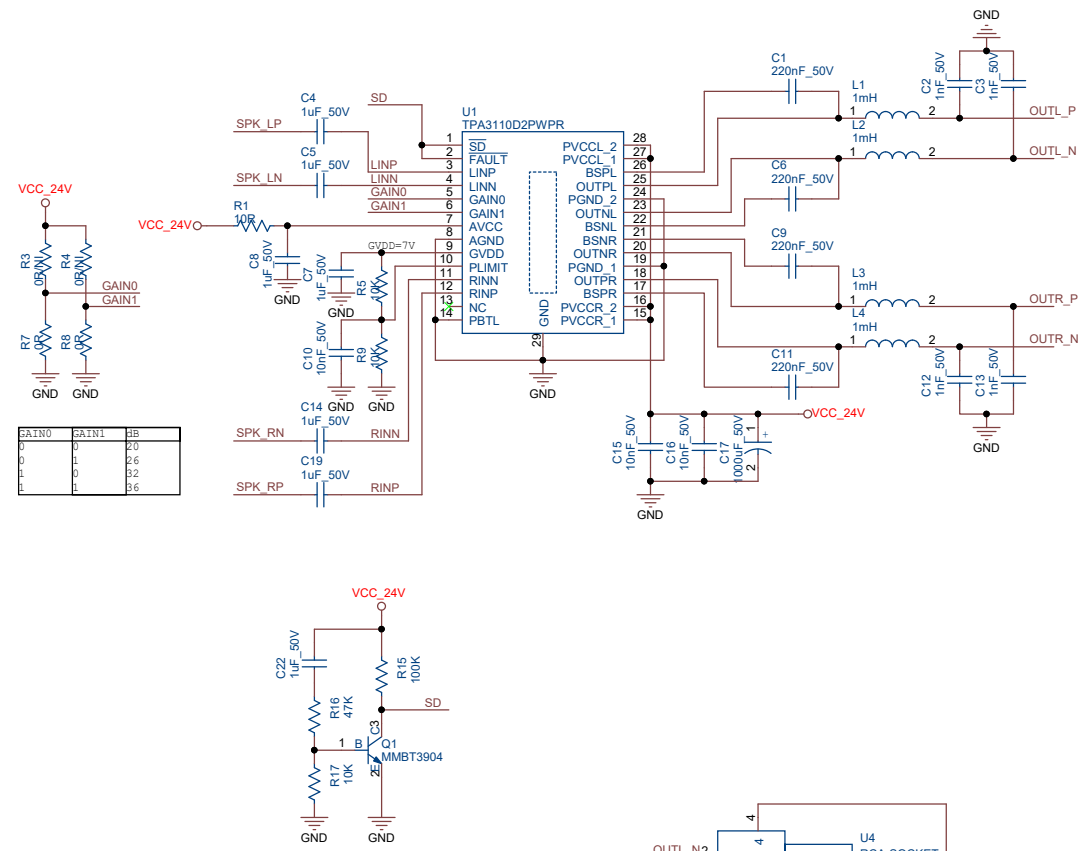 GND
C1
220nF_50V
C2
1nF_50V
C3
1nF_50V
L1
1mH
1 2
OUTL_P
L2
1mH
1 2
OUTL_N
C4
1uF_50V
SD
SPK_LP
C5
1uF_50V
SPK_LN
LINP
LINN
GAIN0
GAIN1
U1
TPA3110D2PWPR
1 SD PVCCL_2 28
2 FAULT PVCCL_1 27
3 LINP BSPL 26
4 LINN OUTPL 25
5 GAIN0 PGND_2 24
6 GAIN1 OUTNL 23
7 AVCC BSNL 22
8 AGND BSNR 21
9 GVDD OUTNR 20
10 PLIMIT PGND_1 19
11 RINN OUTPR 18
12 RINP BSPR 17
13 NC PVCCR_2 16
14 PBTL PVCCR_1 15
GND
29
GND
C6
220nF_50V
C9
220nF_50V
L3
1mH
1 2
OUTR_P
L4
1mH
1 2
OUTR_N
C11
220nF_50V
C12
1nF_50V
C13
1nF_50V
GND
VCC_24V
R3
0R/NI
R4
0R/NI
GAIN0
GAIN1
R7
0R
R8
0R
GND GND
VCC_24V
R1
10R
C8
1uF_50V
GND
GVDD=7V
C7
1uF_50V
GND
R5
10K
C10
10nF_50V
R9
10K
GND GND
C14
1uF_50V
SPK_RN
RINN
C19
1uF_50V
SPK_RP
RINP
GAIN0 GAIN1 dB
0 0 20
0 1 26
1 0 32
1 1 36
VCC_24V
C15
10nF_50V
C16
10nF_50V
C17
1000uF_50V
1
+
2
GND
VCC_24V
C22
1uF_50V
R15
100K
R16
47K
SD
C3
1 B
Q1
MMBT3904
2E
R17
10K
GND GND
4
4
U4